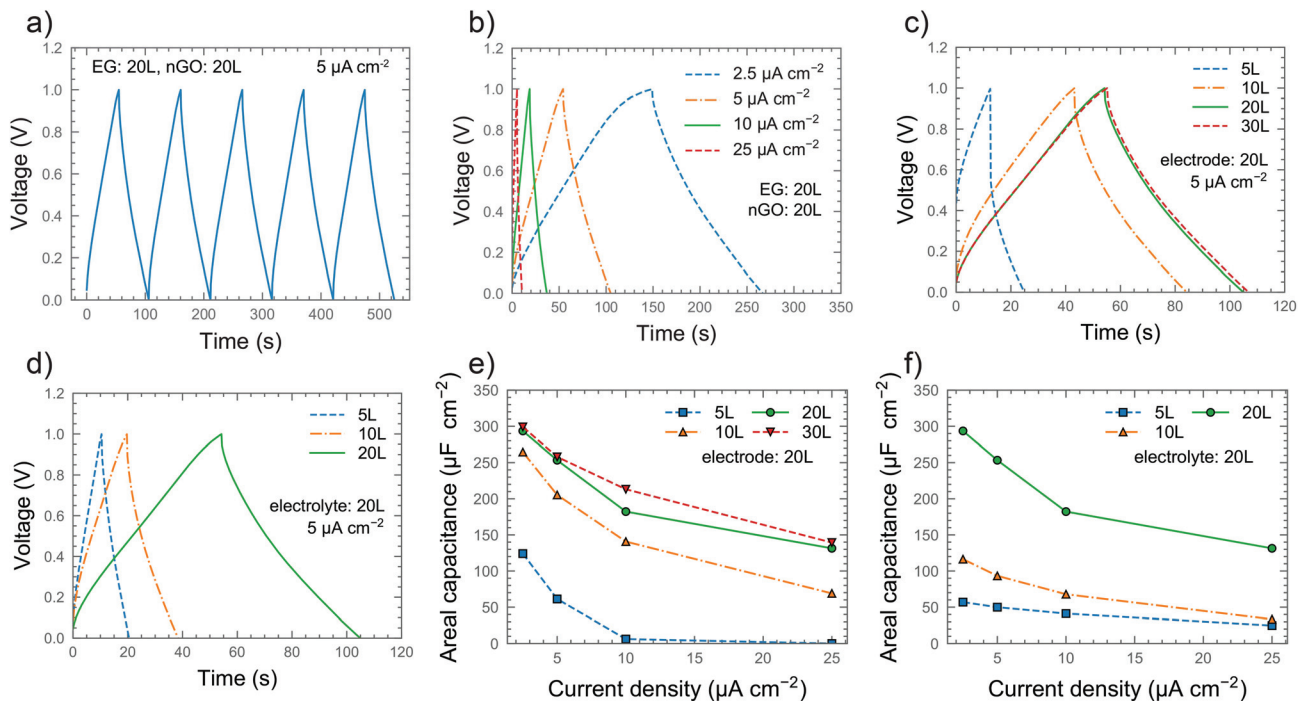 a)
EG: 20L, nGO: 20L 5 µA cm-2
Voltage (V)
1.2
1.0
0.8
0.6
0.4
0.2
0.0
0 100 200 300 400 500
Time (s)
b)
2.5 µA cm−2
5 µA cm−2
10 µA cm−2
25 µA cm−2
EG: 20L
nGO: 20L
Voltage (V)
1.2
1.0
0.8
0.6
0.4
0.2
0.0
0 50 100 150 200 250 300 350
Time (s)
c)
5L
10L
20L
30L
electrode: 20L
5 µA cm−2
Voltage (V)
1.2
1.0
0.8
0.6
0.4
0.2
0.0
0 20 40 60 80 100 120
Time (s)
d)
5L
10L
20L
electrolyte: 20L
5 µA cm−2
Voltage (V)
1.2
1.0
0.8
0.6
0.4
0.2
0.0
0 20 40 60 80 100 120
Time (s)
e)
5L 20L
10L 30L
electrode: 20L
Areal capacitance (µF cm−2)
350
300
250
200
150
100
50
0
5 10 15 20 25
Current density (µA cm−2)
f)
5L 20L
10L
electrolyte: 20L
Areal capacitance (µF cm−2)
350
300
250
200
150
100
50
0
5 10 15 20 25
Current density (µA cm−2)